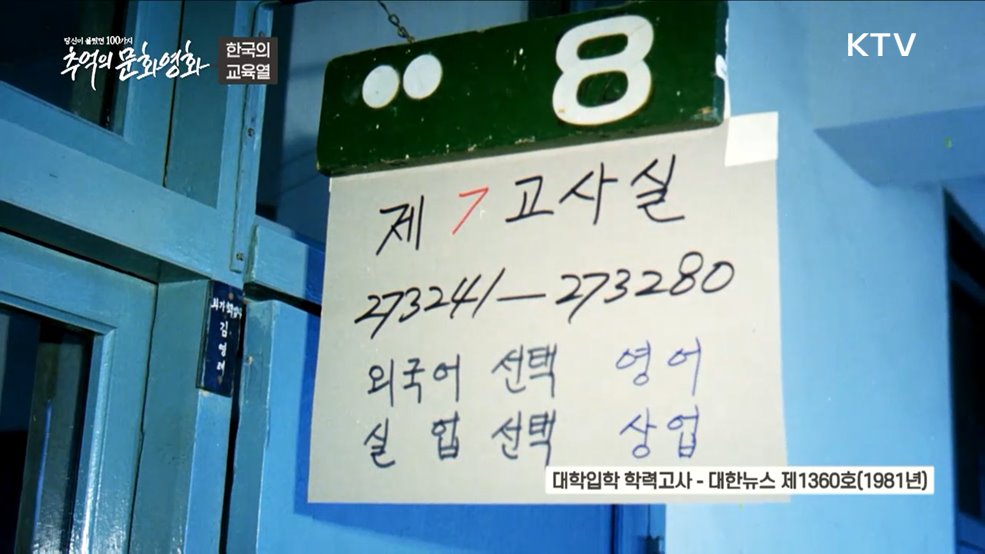 당신이 몰랐던 100가지
추억의 문화영화
한국의
교육열
KTV
8
제 7 고사실
273241-273280
외국어 선택 영어
실 업 선택 상업
대학입학 학력고사 - 대한뉴스 제1360호(1981년)